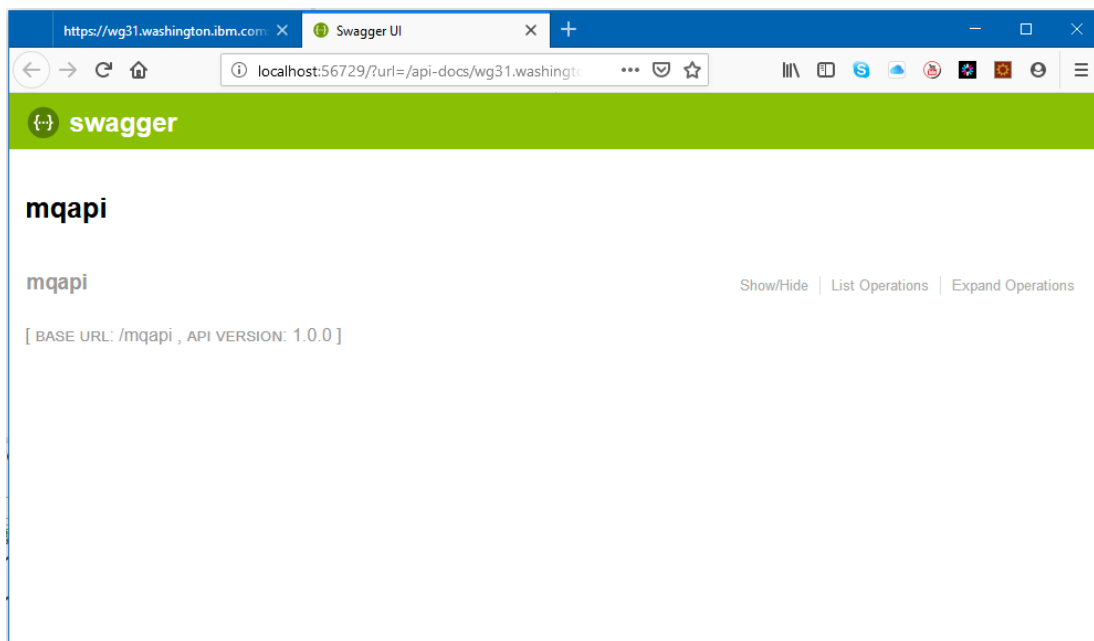 https://wg31.washington.ibm.com:
Swagger UI
localhost:56729/?url=/api-docs/wg31.washingto
swagger
mqapi
mqapi
Show/Hide
List Operations
Expand Operations
[ BASE URL: /mqapi , API VERSION: 1.0.0 ]